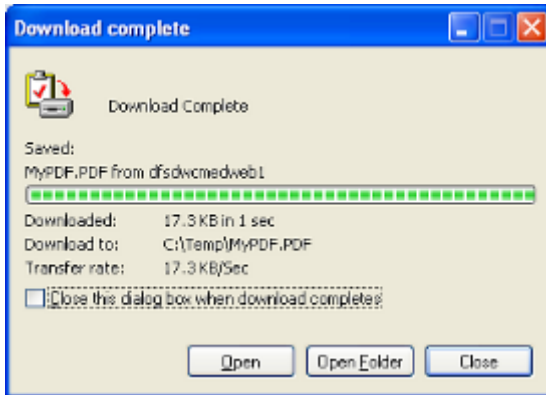 Download complete
Download Complete
Saved:
MyPDF.PDF from dfsdwcmedweb1
Downloaded: 17.3 KB in 1 sec
Download to: C:\Temp\MyPDF.PDF
Transfer rate: 17.3 KB/Sec
Close this dialog box when download completes
Open Open Folder Close